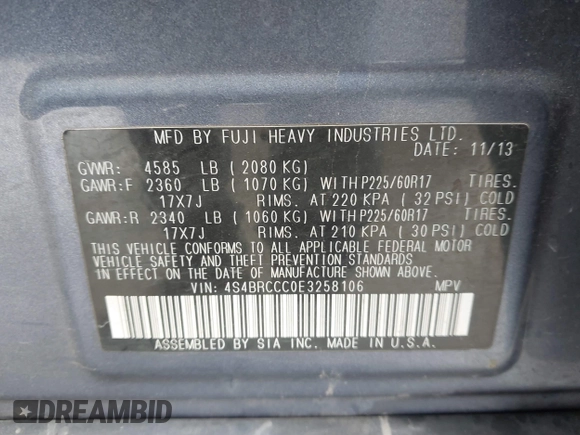 MFD BY FUJI HEAVY INDUSTRIES LTD.
DATE: 11/13
GVWR: 4585 LB ( 2080 KG)
GAWR:F 2360 LB ( 1070 KG) WITH P225/60R17 TIRES.
17X7J RIMS. AT 220 KPA ( 32 PSI) COLD
GAWR:R 2340 LB ( 1060 KG) WITH P225/60R17 TIRES.
17X7J RIMS. AT 210 KPA ( 30 PSI) COLD
THIS VEHICLE CONFORMS TO ALL APPLICABLE FEDERAL MOTOR
VEHICLE SAFETY AND THEFT PREVENTION STANDARDS
IN EFFECT ON THE DATE OF MANUFACTURE SHOWN ABOVE.
VIN: 4S4BRCCC0E3258106 MPV
ASSEMBLED BY SIA INC. MADE IN U.S.A.
DREAMBID